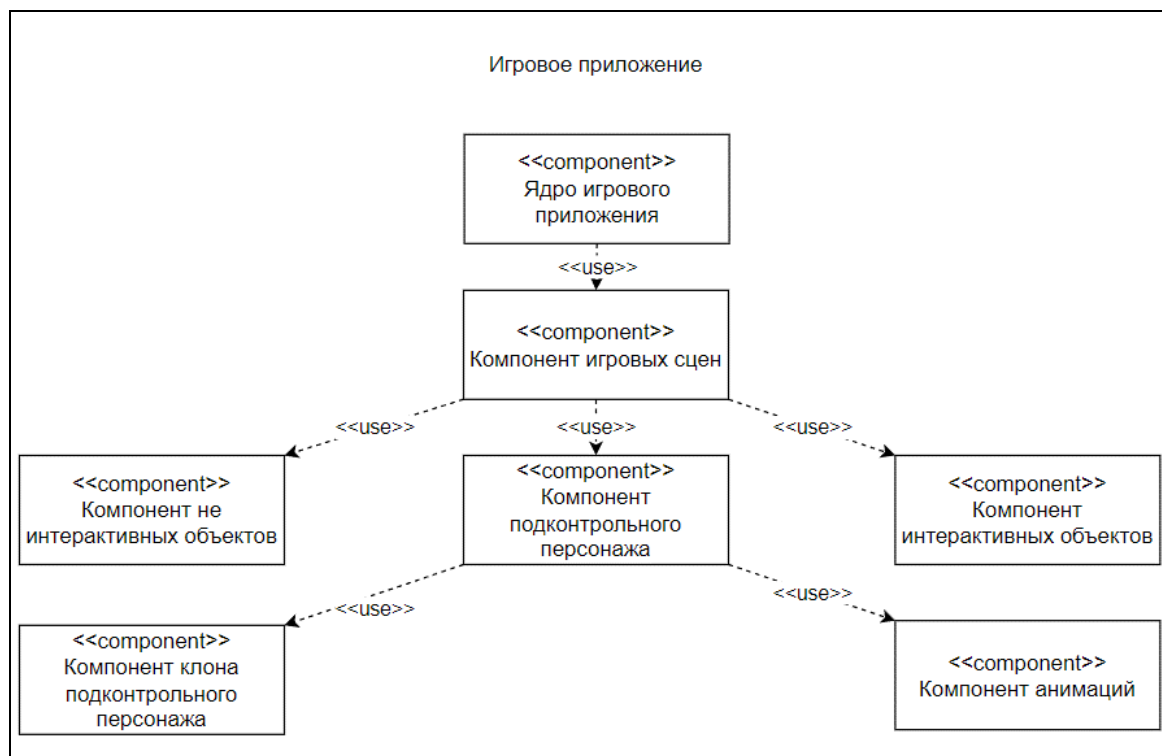 Игровое приложение
<<component>>
Ядро игрового
приложения
<<use>>
<<component>>
Компонент игровых сцен
<<use>>
<<use>>
<<use>>
<<component>>
Компонент не
интерактивных объектов
<<component>>
Компонент
подконтрольного
персонажа
<<component>>
Компонент
интерактивных объектов
<<use>>
<<use>>
<<component>>
Компонент клона
подконтрольного
персонажа
<<component>>
Компонент анимаций